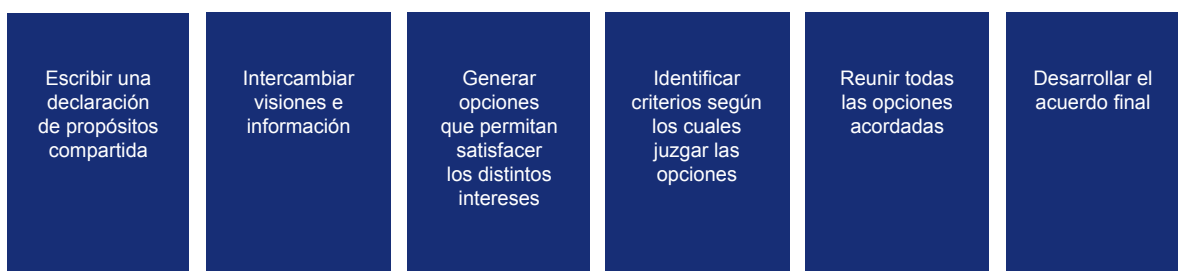 Escribir una
declaración
de propósitos
compartida
Intercambiar
visiones e
información
Generar
opciones
que permitan
satisfacer
los distintos
intereses
Identificar
criterios según
los cuales
juzgar las
opciones
Reunir todas
las opciones
acordadas
Desarrollar el
acuerdo final